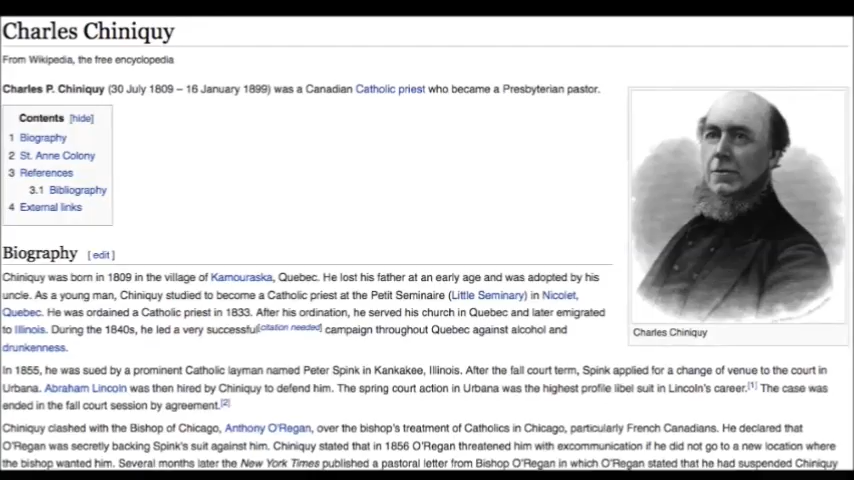 Charles Chiniquy
From Wikipedia, the free encyclopedia
Charles P. Chiniquy (30 July 1809 – 16 January 1899) was a Canadian Catholic priest who became a Presbyterian pastor.
Contents [hide]
1 Biography
2 St. Anne Colony
3 References
3.1 Bibliography
4 External links
Charles Chiniquy
Biography [edit]
Chiniquy was born in 1809 in the village of Kamouraska, Quebec. He lost his father at an early age and was adopted by his
uncle. As a young man, Chiniquy studied to become a Catholic priest at the Petit Seminaire (Little Seminary) in Nicolet,
Quebec. He was ordained a Catholic priest in 1833. After his ordination, he served his church in Quebec and later emigrated
to Illinois. During the 1840s, he led a very successful[citation needed] campaign throughout Quebec against alcohol and
drunkenness.
In 1855, he was sued by a prominent Catholic layman named Peter Spink in Kankakee, Illinois. After the fall court term, Spink applied for a change of venue to the court in
Urbana. Abraham Lincoln was then hired by Chiniquy to defend him. The spring court action in Urbana was the highest profile libel suit in Lincoln's career.[1] The case was
ended in the fall court session by agreement.[2]
Chiniquy clashed with the Bishop of Chicago, Anthony O'Regan, over the bishop's treatment of Catholics in Chicago, particularly French Canadians. He declared that
O'Regan was secretly backing Spink's suit against him. Chiniquy stated that in 1856 O'Regan threatened him with excommunication if he did not go to a new location where
the bishop wanted him. Several months later the New York Times published a pastoral letter from Bishop O'Regan in which O'Regan stated that he had suspended Chiniquy